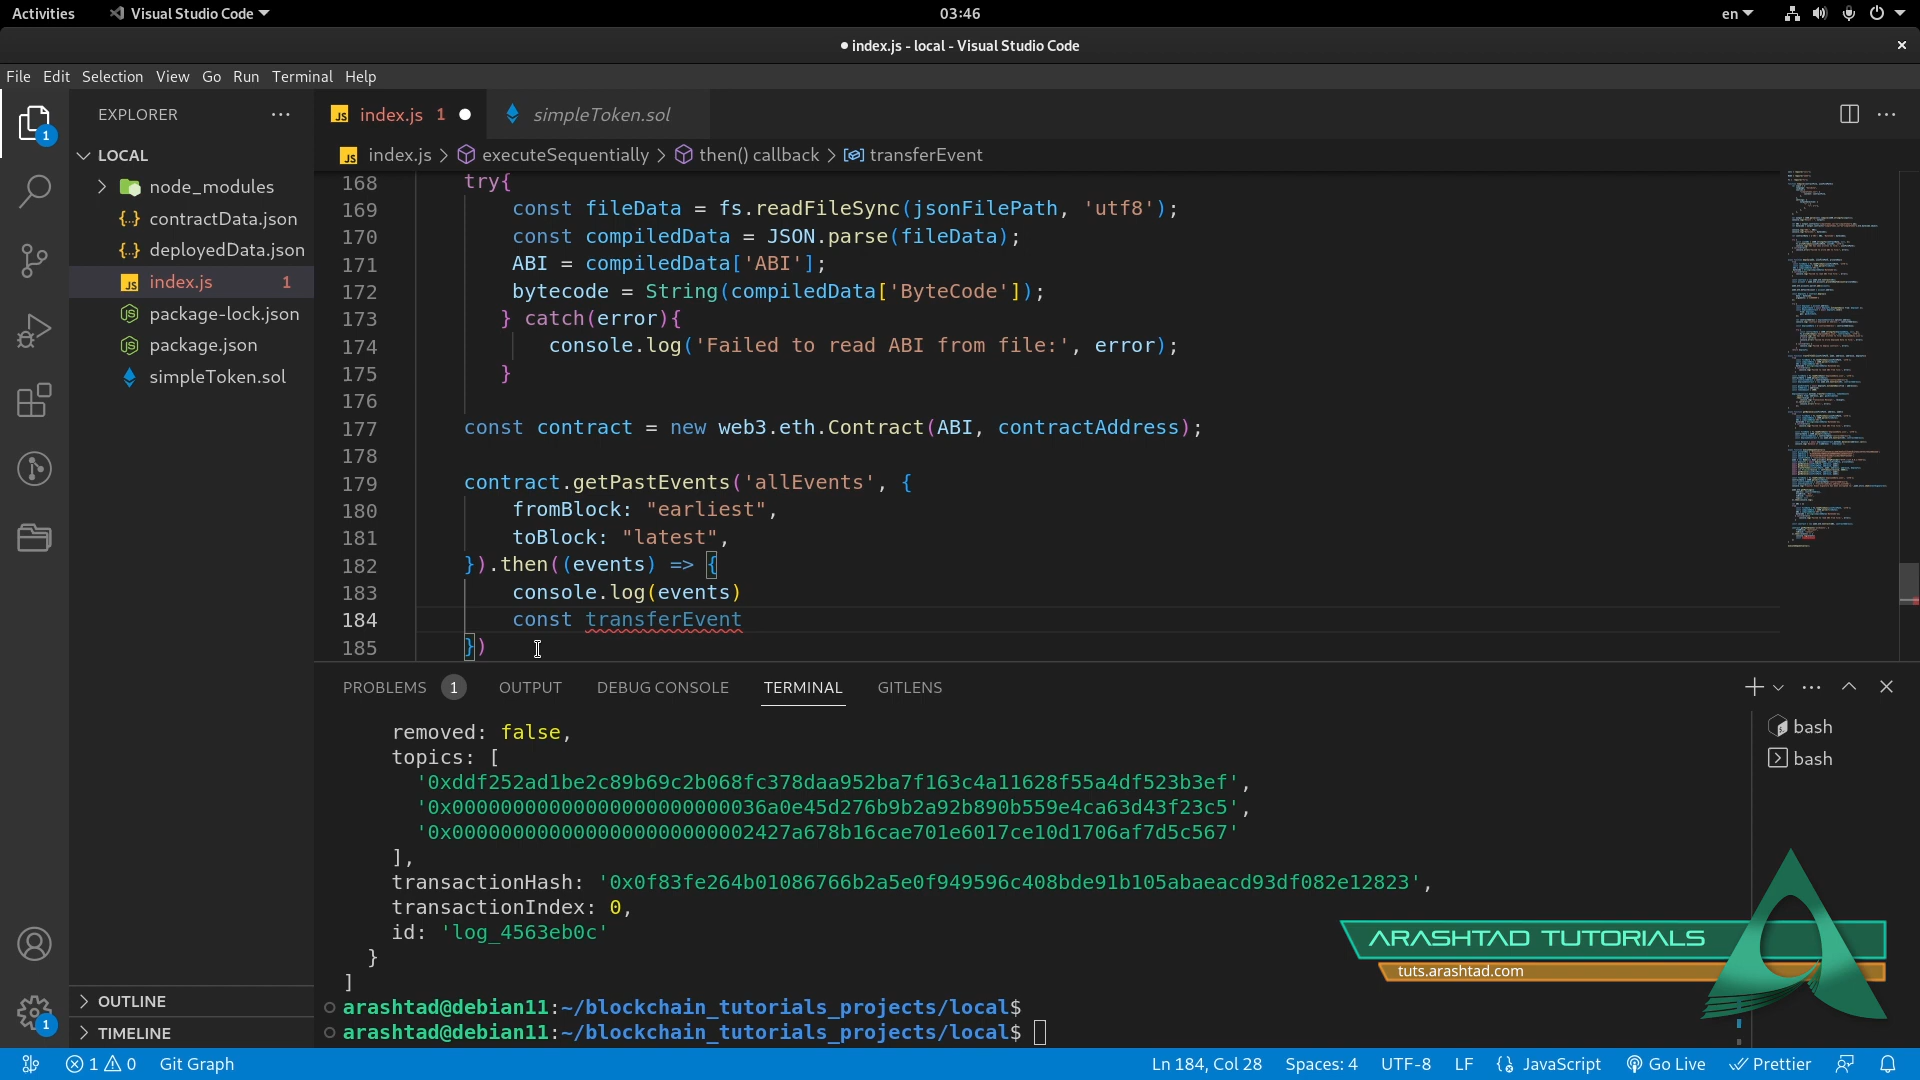 Activities Visual Studio Code 03:46 en
● index.js - local - Visual Studio Code
File Edit Selection View Go Run Terminal Help
EXPLORER
LOCAL
node_modules
contractData.json
deployedData.json
index.js 1
package-lock.json
package.json
simpleToken.sol
OUTLINE
TIMELINE
1
1
index.js 1 simpleToken.sol
index.js > executeSequentially > then() callback > transferEvent
168 try{
169 const fileData = fs.readFileSync(jsonFilePath, 'utf8');
170 const compiledData = JSON.parse(fileData);
171 ABI = compiledData['ABI'];
172 bytecode = String(compiledData['ByteCode']);
173 } catch(error){
174 console.log('Failed to read ABI from file:', error);
175 }
176
177 const contract = new web3.eth.Contract(ABI, contractAddress);
178
179 contract.getPastEvents('allEvents', {
180 fromBlock: "earliest",
181 toBlock: "latest",
182 }).then((events) => {
183 console.log(events)
184 const transferEvent
185 })
PROBLEMS 1 OUTPUT DEBUG CONSOLE TERMINAL GITLENS
removed: false,
topics: [
'0xddf252ad1be2c89b69c2b068fc378daa952ba7f163c4a11628f55a4df523b3ef',
'0x00000000000000000000000036a0e45d276b9b2a92b890b559e4ca63d43f23c5',
'0x0000000000000000000000002427a678b16cae701e6017ce10d1706af7d5c567'
],
transactionHash: '0x0f83fe264b01086766b2a5e0f949596c408bde91b105abaeacd93df082e12823',
transactionIndex: 0,
id: 'log_4563eb0c'
}
]
arashtad@debian11:~/blockchain_tutorials_projects/local$
arashtad@debian11:~/blockchain_tutorials_projects/local$
bash
bash
ARASHTAD TUTORIALS
tuts.arashtad.com
1 0 Git Graph Ln 184, Col 28 Spaces: 4 UTF-8 LF JavaScript Go Live Prettier